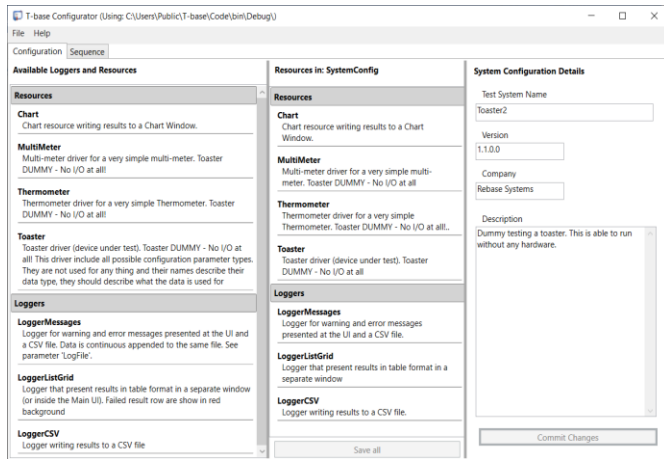 T-base Configurator (Using: C:\Users\Public\T-base\Code\bin\Debug\)
File Help
Configuration Sequence
Available Loggers and Resources
Resources
Chart
Chart resource writing results to a Chart Window.
MultiMeter
Multi-meter driver for a very simple multi-meter. Toaster
DUMMY - No I/O at all!
Thermometer
Thermometer driver for a very simple Thermometer. Toaster
DUMMY - No I/O at all!
Toaster
Toaster driver (device under test). Toaster DUMMY - No I/O at
all! This driver include all possible configuration parameter types.
They are not used for any thing and their names describe their
data type, they should describe what the data is used for
Loggers
LoggerMessages
Logger for warning and error messages presented at the UI and
a CSV file. Data is continuous appended to the same file. See
parameter 'LogFile'.
LoggerListGrid
Logger that present results in table format in a separate window
(or inside the Main UI). Failed result row are show in red
background
LoggerCSV
Logger writing results to a CSV file
Resources in: SystemConfig
Resources
Chart
Chart resource writing results to a Chart
Window.
MultiMeter
Multi-meter driver for a very simple multi-
meter. Toaster DUMMY - No I/O at all
Thermometer
Thermometer driver for a very simple
Thermometer. Toaster DUMMY - No I/O at all!..
Toaster
Toaster driver (device under test). Toaster
DUMMY - No I/O at all
Loggers
LoggerMessages
Logger for warning and error messages
presented at the UI and a CSV file.
LoggerListGrid
Logger that present results in table format in a
separate window
LoggerCSV
Logger writing results to a CSV file.
Save all
System Configuration Details
Test System Name
Toaster2
Version
1.1.0.0
Company
Rebase Systems
Description
Dummy testing a toaster. This is able to run
without any hardware.
Commit Changes